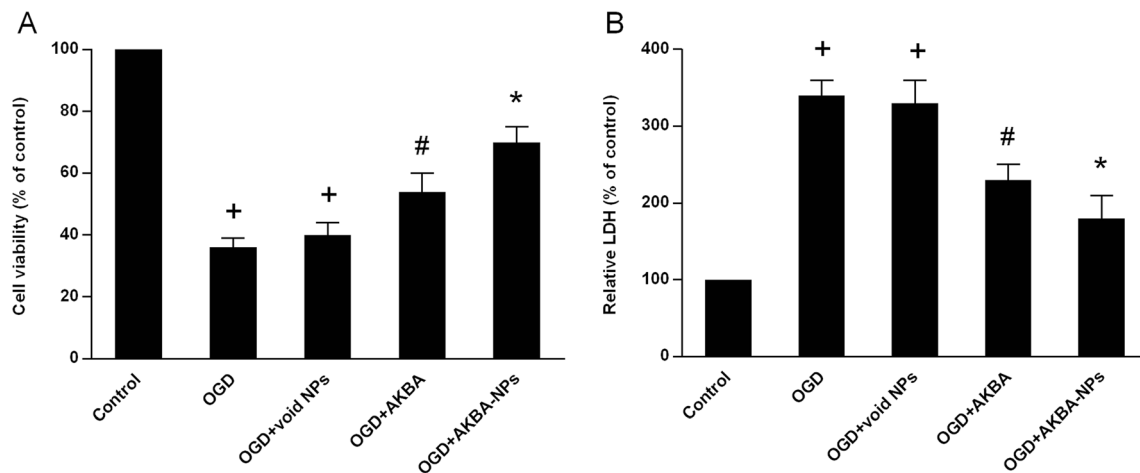 A
Cell viability (% of control)
100
80
60
40
20
0
+
+
#
*
Control
OGD
OGD+void NPs
OGD+AKBA
OGD+AKBA-NPs
B
Relative LDH (% of control)
400
300
200
100
0
+
+
#
*
Control
OGD
OGD+void NPs
OGD+AKBA
OGD+AKBA-NPs